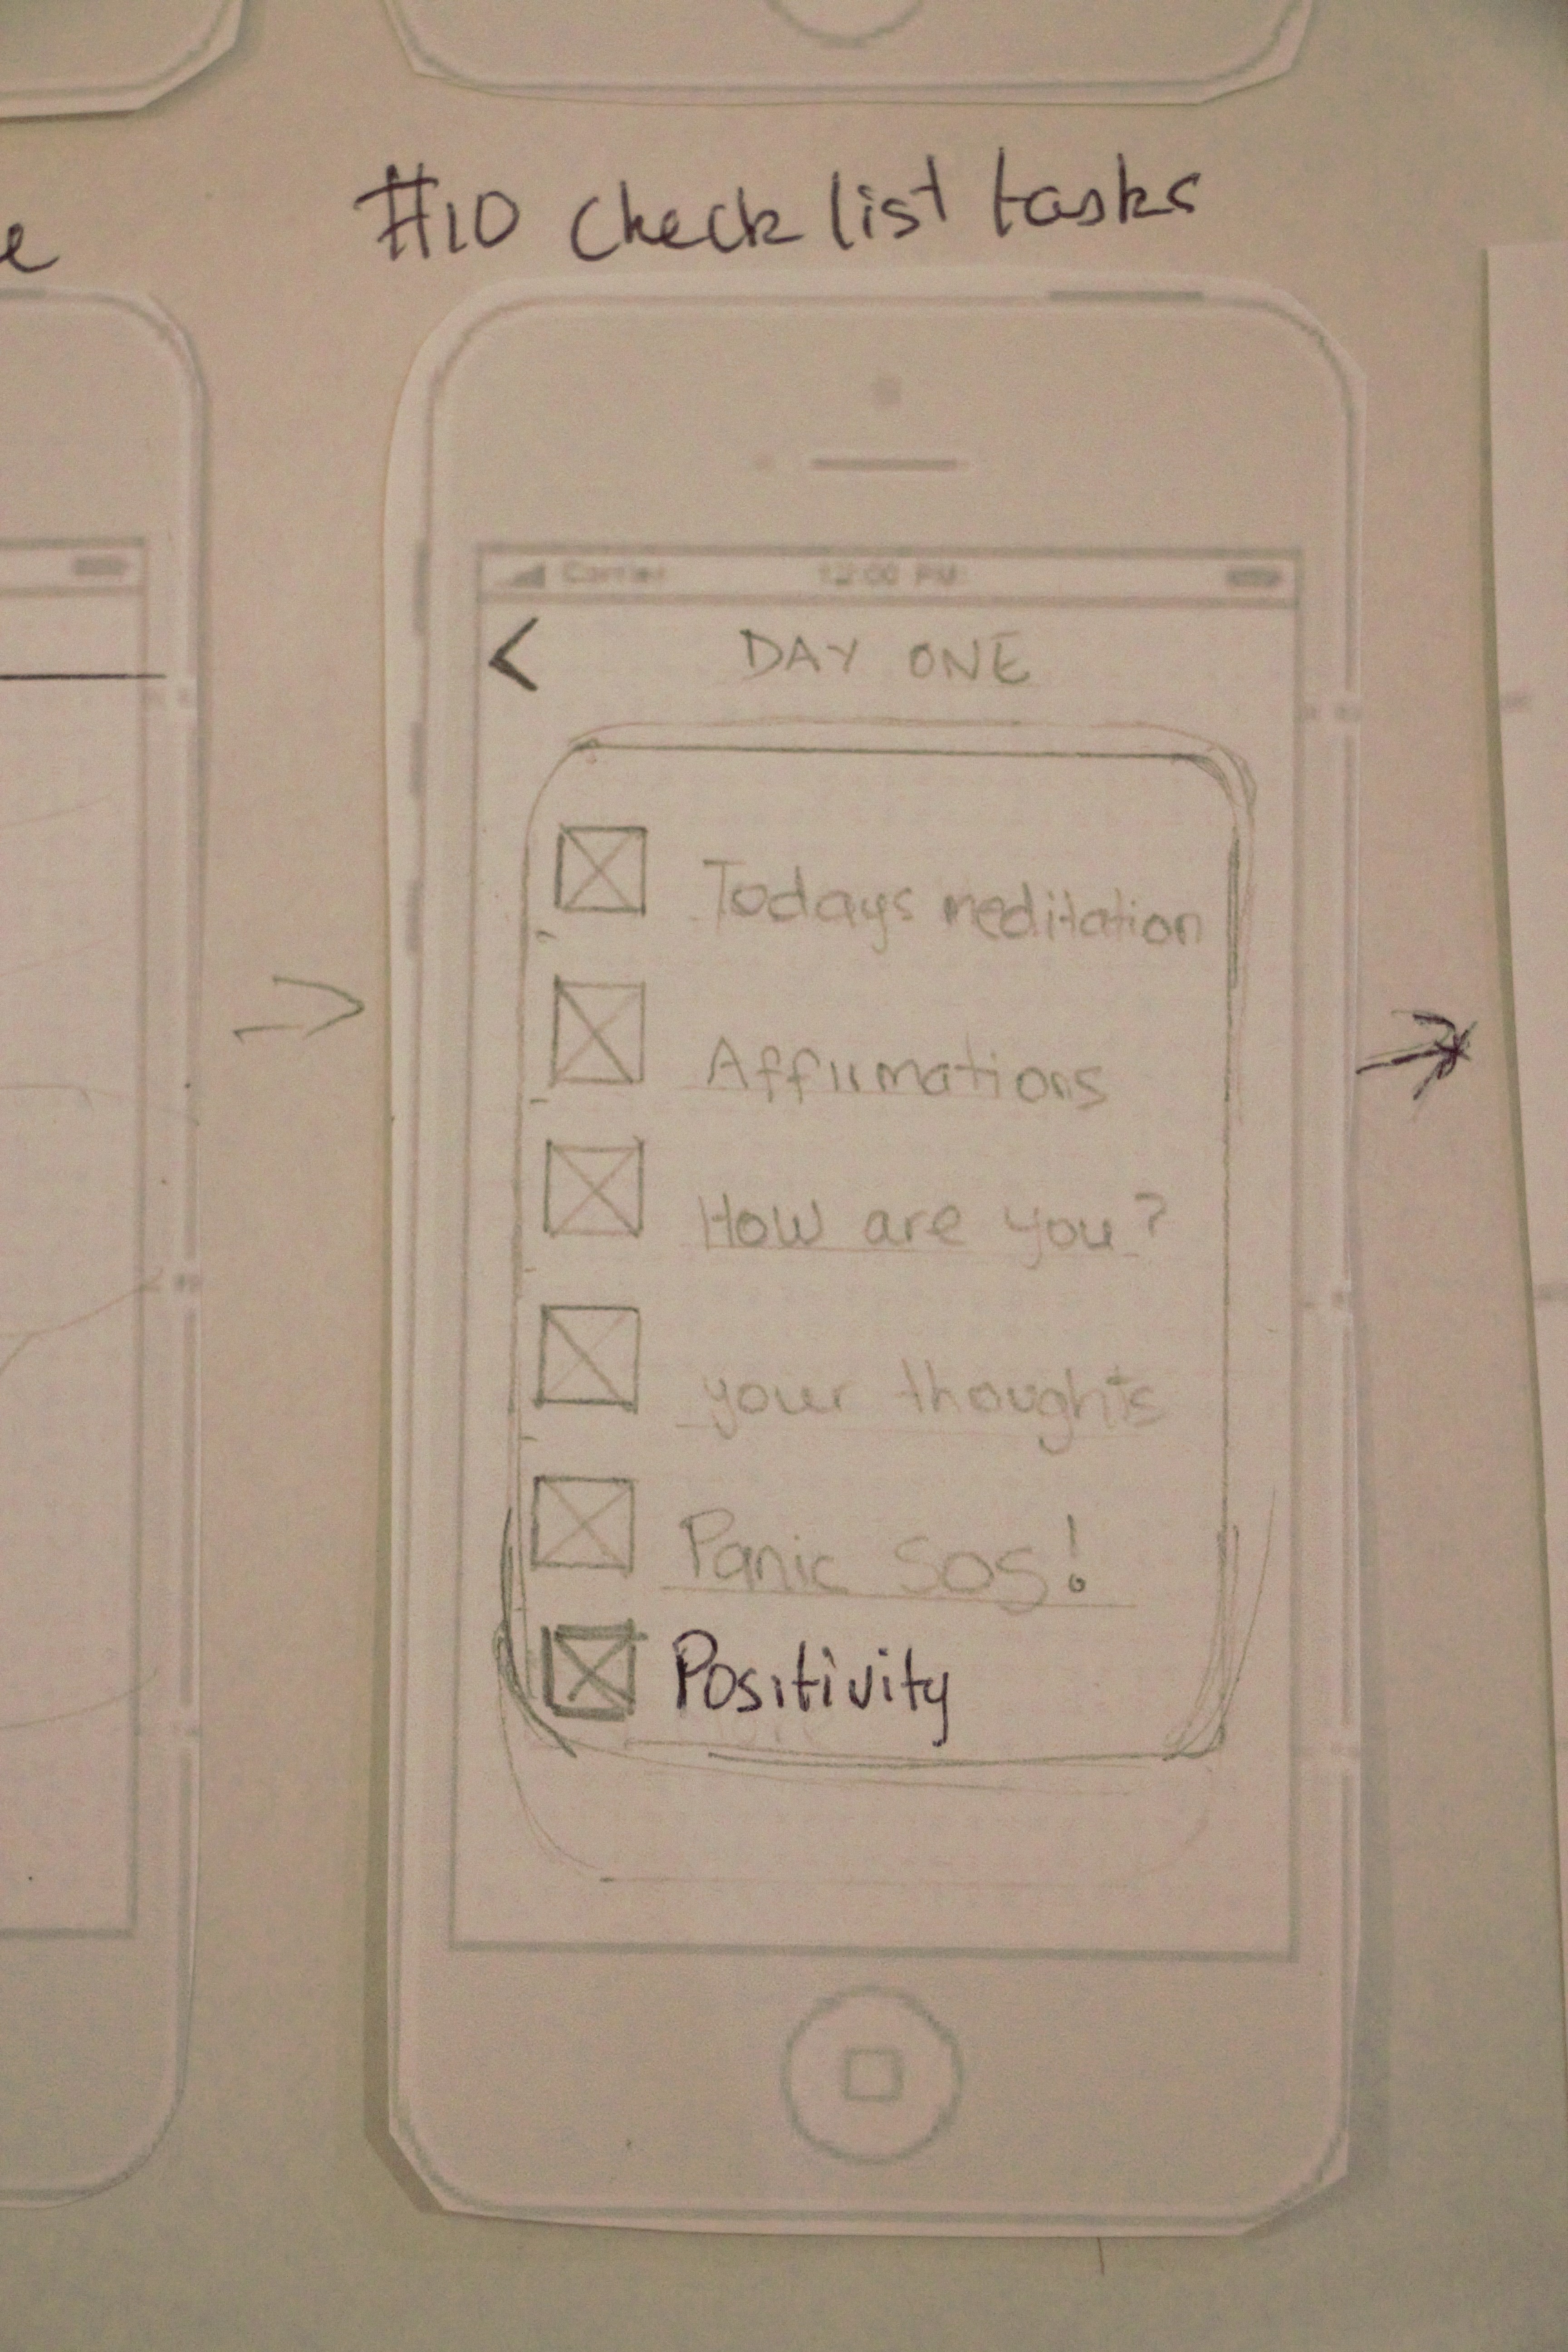 #10 Check list tasks
e
Carrier 12:00 PM
< DAY ONE
Todays meditation
Affirmations
How are you?
your thoughts
Panic SOS!
Positivity